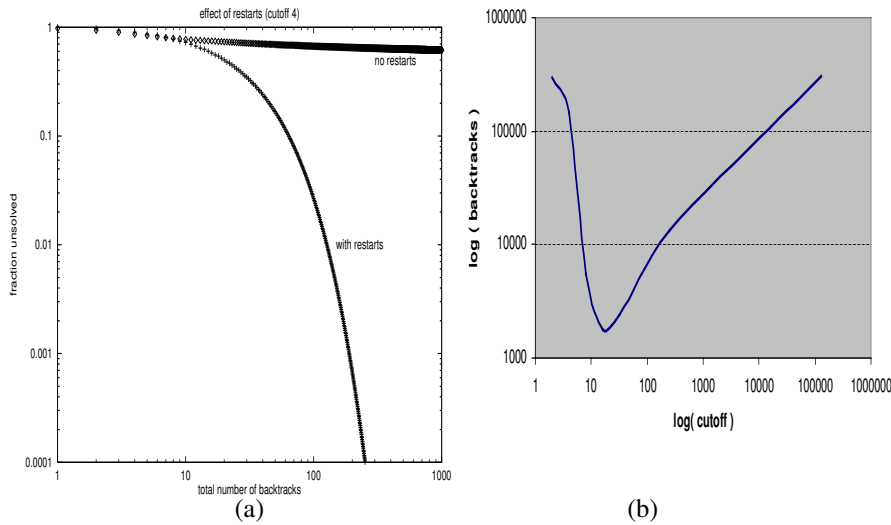 effect of restarts (cutoff 4)
1
0.1
0.01
0.001
0.0001
fraction unsolved
no restarts
with restarts
1
10
100
1000
total number of backtracks
(a)
1000000
100000
10000
1000
log ( backtracks )
1
10
100
1000
10000
100000
1000000
log( cutoff )
(b)